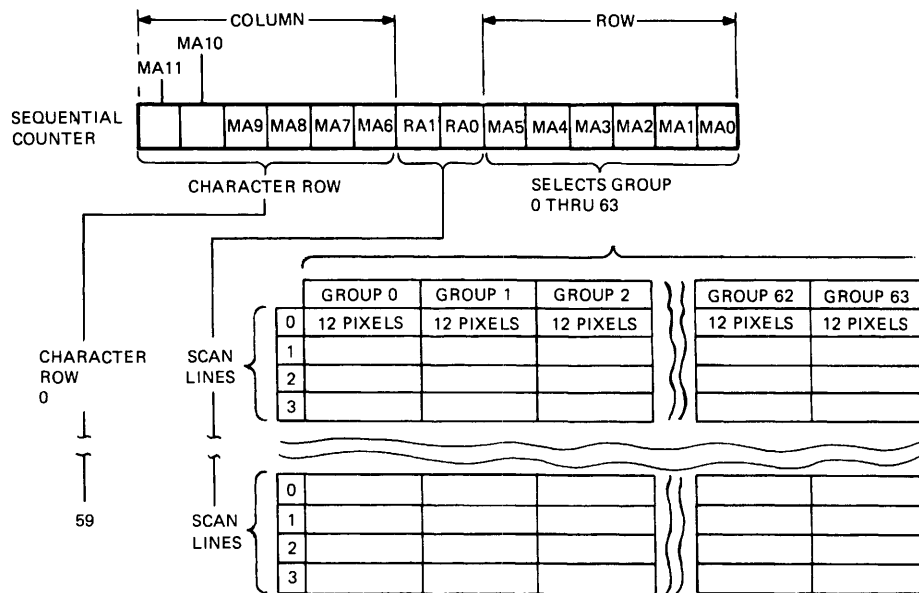 COLUMN
ROW
MA10
MA11
SEQUENTIAL
COUNTER
MA9 MA8 MA7 MA6 RA1 RA0 MA5 MA4 MA3 MA2 MA1 MA0
CHARACTER ROW
SELECTS GROUP
0 THRU 63
GROUP 0 GROUP 1 GROUP 2 GROUP 62 GROUP 63
0 12 PIXELS 12 PIXELS 12 PIXELS 12 PIXELS 12 PIXELS
1
2
3
CHARACTER
ROW
0
SCAN
LINES
0
1
2
3
59
SCAN
LINES